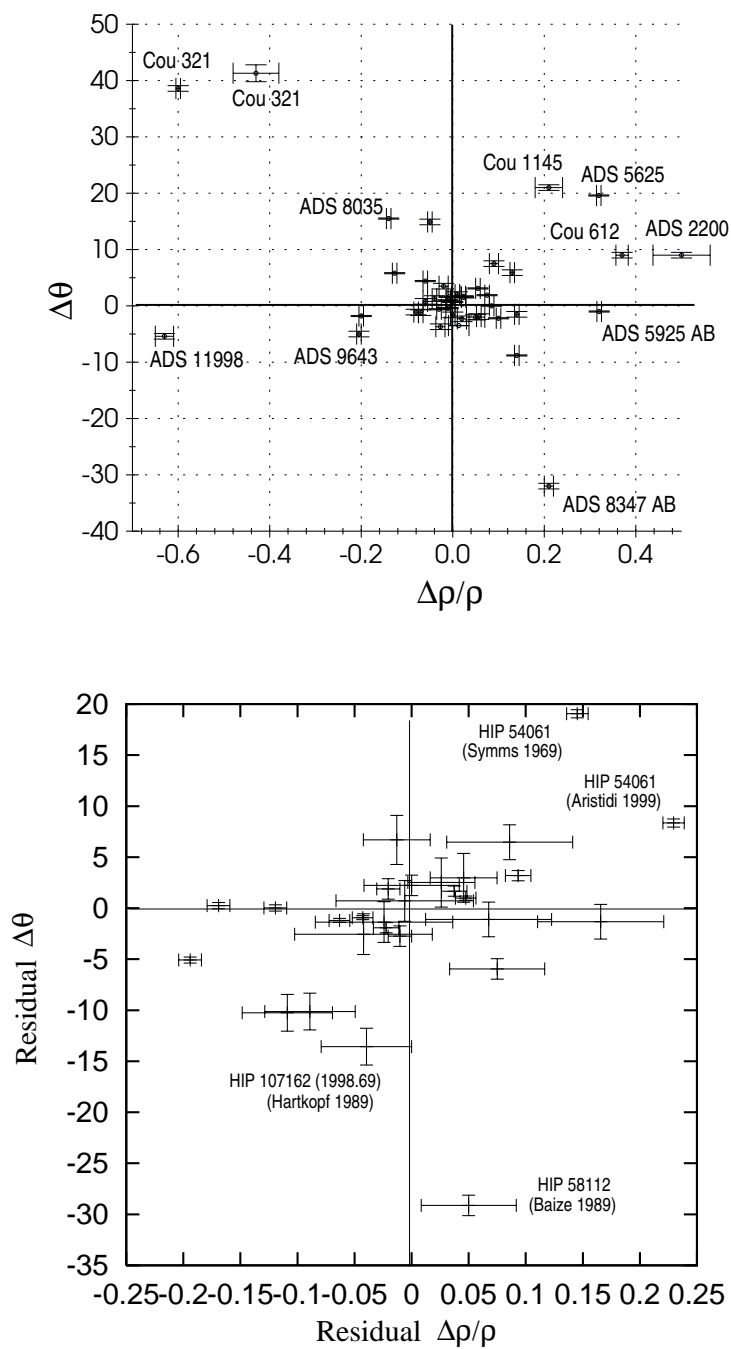 50
40
30
20
10
0
-10
-20
-30
-40
Δθ
Cou 321
Cou 321
Cou 1145
ADS 5625
ADS 8035
Cou 612
ADS 2200
ADS 11998
ADS 9643
ADS 5925 AB
ADS 8347 AB
-0.6 -0.4 -0.2 0.0 0.2 0.4
Δρ/ρ
20
15
10
5
0
-5
-10
-15
-20
-25
-30
-35
Residual Δθ
HIP 54061
(Symms 1969)
HIP 54061
(Aristidi 1999)
HIP 107162 (1998.69)
(Hartkopf 1989)
HIP 58112
(Baize 1989)
-0.25 -0.2 -0.15 -0.1 -0.05 0 0.05 0.1 0.15 0.2 0.25
Residual Δρ/ρ